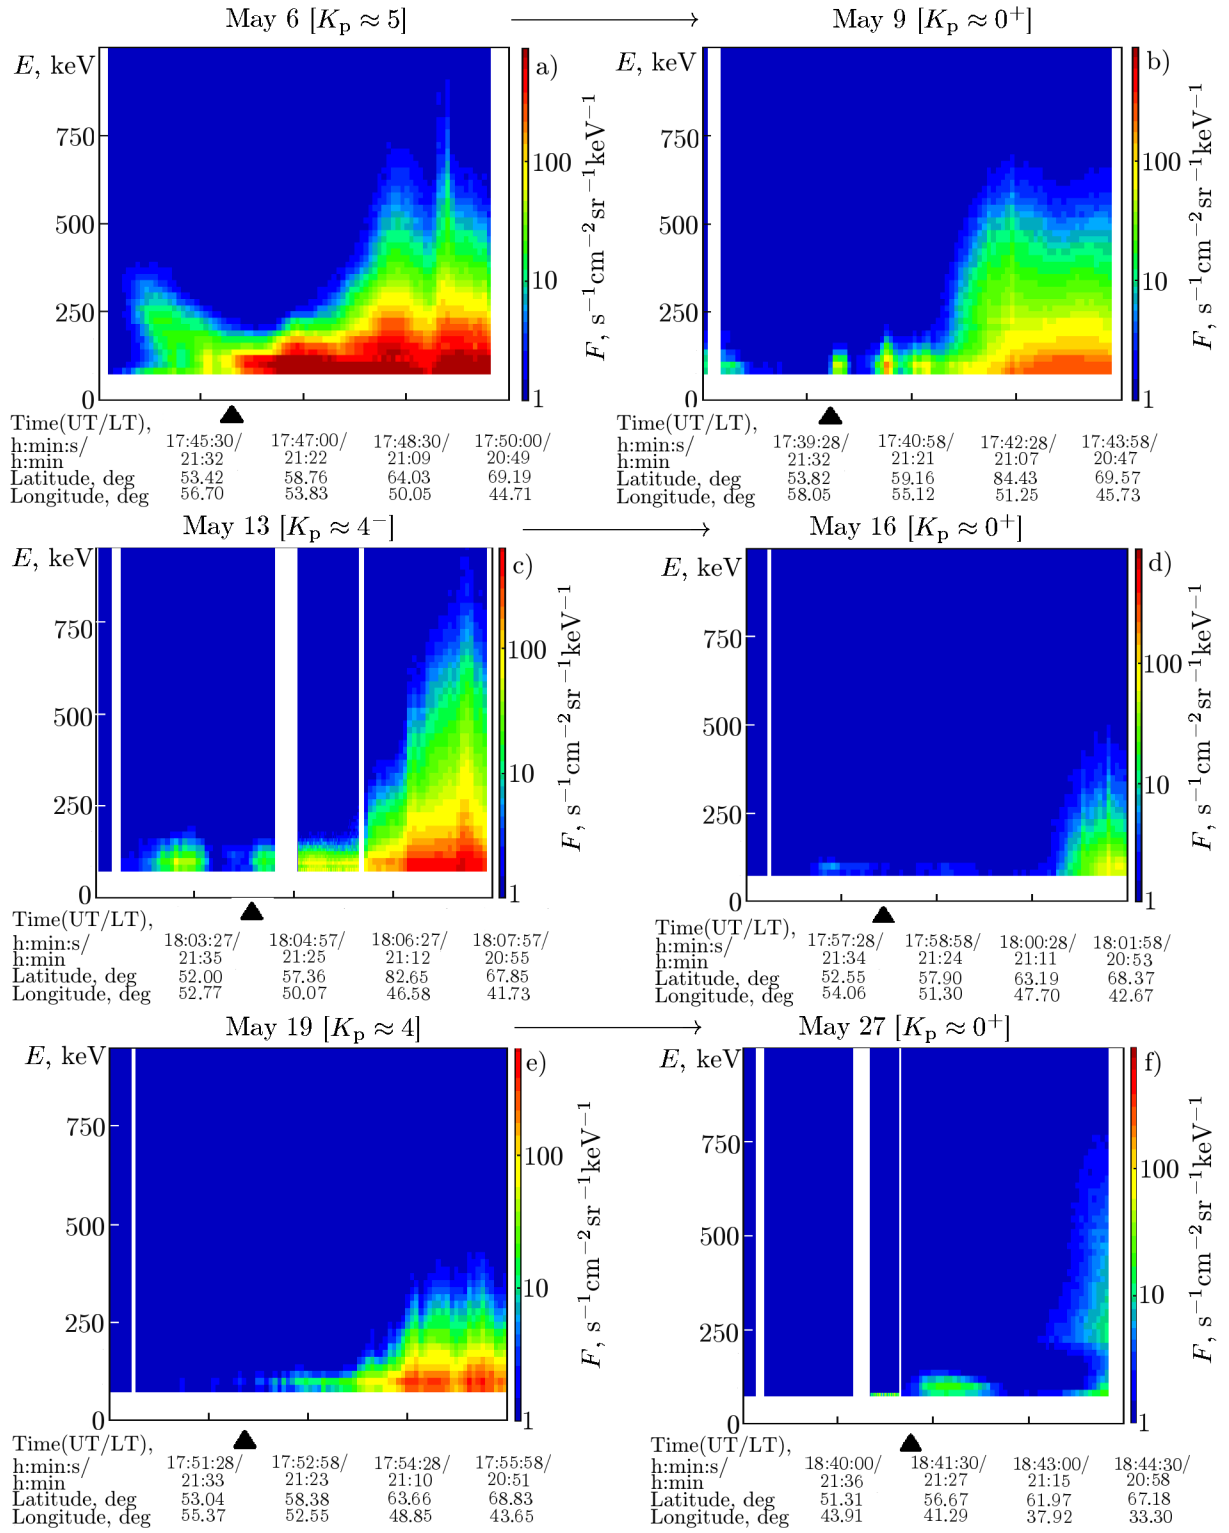 May 6 [Kp ≈ 5]
May 9 [Kp ≈ 0⁺]
E, keV
750
500
250
0
a)
100
10
1
F, s⁻¹cm⁻²sr⁻¹keV⁻¹
E, keV
750
500
250
0
b)
100
10
1
F, s⁻¹cm⁻²sr⁻¹keV⁻¹
Time(UT/LT),
h:min:s/ 17:45:30/ 17:47:00/ 17:48:30/ 17:50:00/
h:min 21:32 21:22 21:09 20:49
Latitude, deg 53.42 58.76 64.03 69.19
Longitude, deg 56.70 53.83 50.05 44.71
Time(UT/LT),
h:min:s/ 17:39:28/ 17:40:58/ 17:42:28/ 17:43:58/
h:min 21:32 21:21 21:07 20:47
Latitude, deg 53.82 59.16 84.43 69.57
Longitude, deg 58.05 55.12 51.25 45.73
May 13 [Kp ≈ 4⁻]
May 16 [Kp ≈ 0⁺]
E, keV
750
500
250
0
c)
100
10
1
F, s⁻¹cm⁻²sr⁻¹keV⁻¹
E, keV
750
500
250
0
d)
100
10
1
F, s⁻¹cm⁻²sr⁻¹keV⁻¹
Time(UT/LT),
h:min:s/ 18:03:27/ 18:04:57/ 18:06:27/ 18:07:57/
h:min 21:35 21:25 21:12 20:55
Latitude, deg 52.00 57.36 82.65 67.85
Longitude, deg 52.77 50.07 46.58 41.73
Time(UT/LT),
h:min:s/ 17:57:28/ 17:58:58/ 18:00:28/ 18:01:58/
h:min 21:34 21:24 21:11 20:53
Latitude, deg 52.55 57.90 63.19 68.37
Longitude, deg 54.06 51.30 47.70 42.67
May 19 [Kp ≈ 4]
May 27 [Kp ≈ 0⁺]
E, keV
750
500
250
0
e)
100
10
1
F, s⁻¹cm⁻²sr⁻¹keV⁻¹
E, keV
750
500
250
0
f)
100
10
1
F, s⁻¹cm⁻²sr⁻¹keV⁻¹
Time(UT/LT),
h:min:s/ 17:51:28/ 17:52:58/ 17:54:28/ 17:55:58/
h:min 21:33 21:23 21:10 20:51
Latitude, deg 53.04 58.38 63.66 68.83
Longitude, deg 55.37 52.55 48.85 43.65
Time(UT/LT),
h:min:s/ 18:40:00/ 18:41:30/ 18:43:00/ 18:44:30/
h:min 21:36 21:27 21:15 20:58
Latitude, deg 51.31 56.67 61.97 67.18
Longitude, deg 43.91 41.29 37.92 33.30